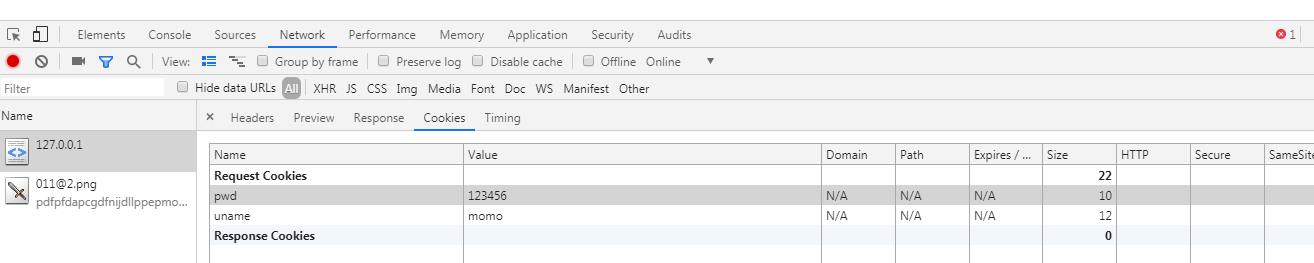 Elements Console Sources Network Performance Memory Application Security Audits 1
View: Group by frame Preserve log Disable cache Offline Online
Filter Hide data URLs All XHR JS CSS Img Media Font Doc WS Manifest Other
Name × Headers Preview Response Cookies Timing
127.0.0.1
011@2.png
pdfpfdapcgdfnijdllppepmo...
Name Value Domain Path Expires / ... Size HTTP Secure SameSite
Request Cookies 22
pwd 123456 N/A N/A N/A 10
uname momo N/A N/A N/A 12
Response Cookies 0